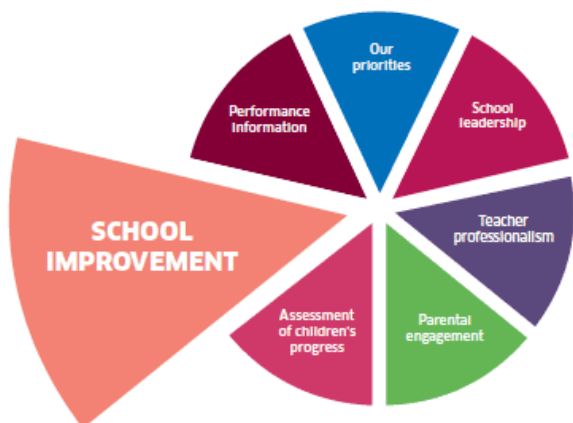 Our
priorities
School
leadership
Teacher
professionalism
Parental
engagement
Assessment
of children's
progress
SCHOOL
IMPROVEMENT
Performance
information